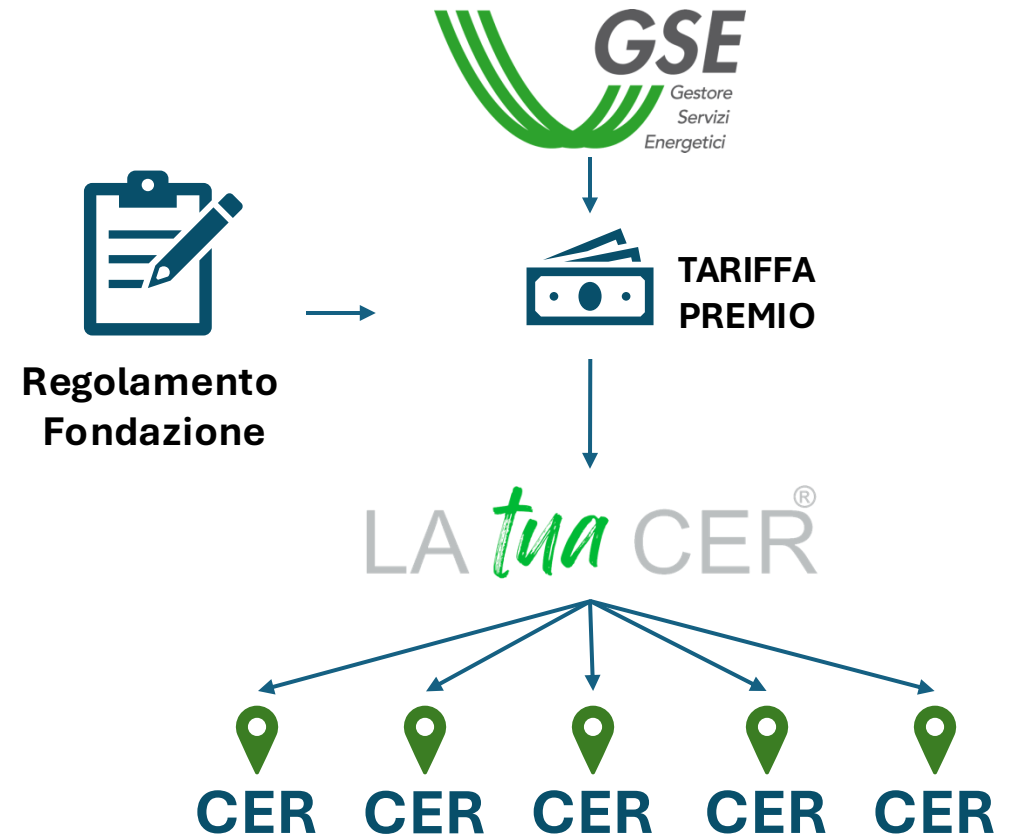 GSE
Gestore
Servizi
Energetici
TARIFFA
PREMIO
Regolamento
Fondazione
LA tua CER®
CER CER CER CER CER